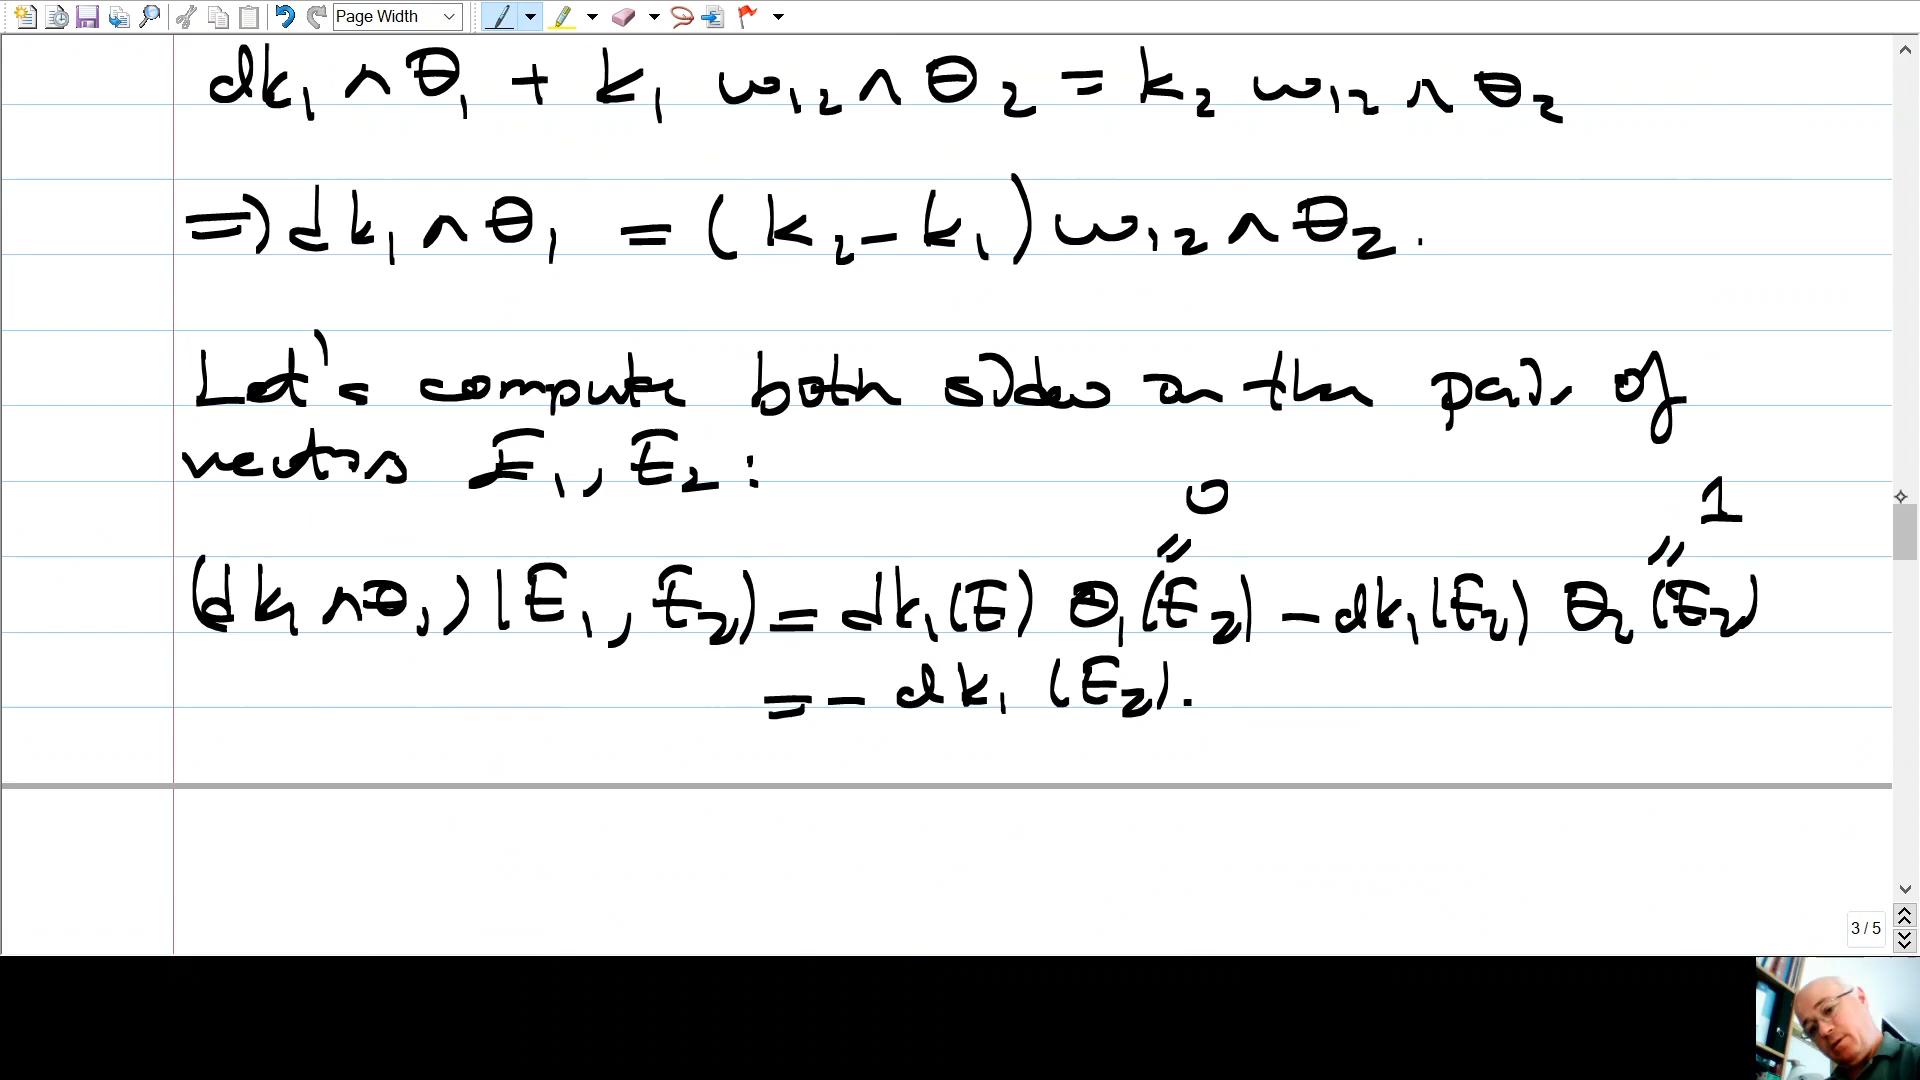 Page Width
dk₁ ∧ θ₁ + k₁ ω₁₂ ∧ θ₂ = k₂ ω₁₂ ∧ θ₂
=> dk₁ ∧ θ₁ = (k₂ - k₁) ω₁₂ ∧ θ₂.
Let's compute both sides on the pair of
vectors E₁, E₂ :
0 1
(dk₁ ∧ θ₁)(E₁, E₂) = dk₁(E) θ₁(E₂) - dk₁(E₂) θ₂(E₂)
= - dk₁ (E₂).
3 / 5